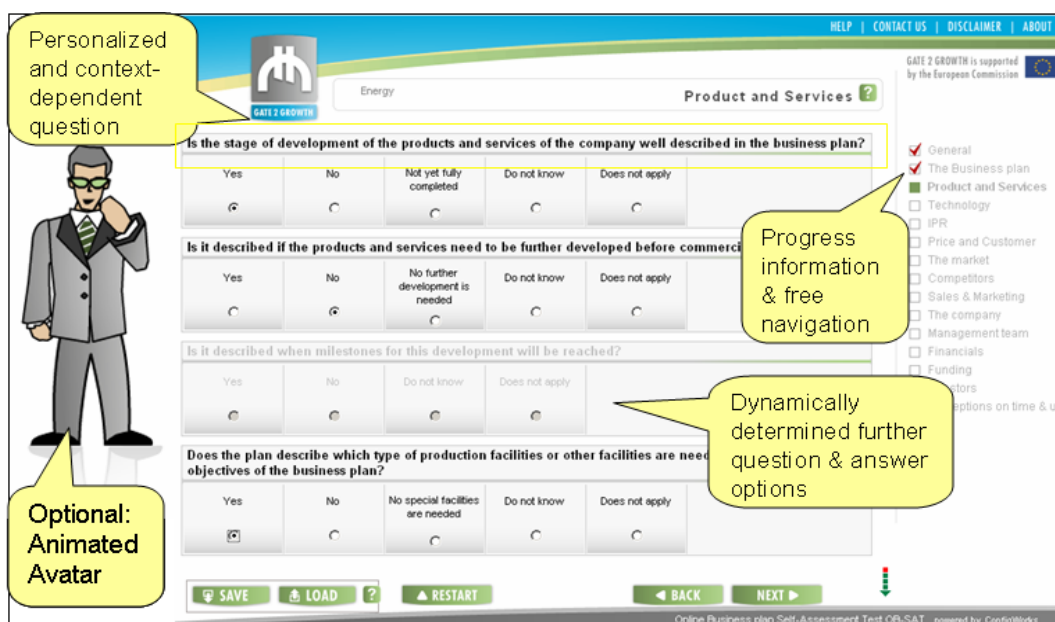 HELP | CONTACT US | DISCLAIMER | ABOUT
Personalized
and context-
dependent
question
GATE 2 GROWTH
Energy
Product and Services ?
GATE 2 GROWTH is supported
by the European Commission
Is the stage of development of the products and services of the company well described in the business plan?
Yes No Not yet fully completed Do not know Does not apply
Is it described if the products and services need to be further developed before commerci
Yes No No further development is needed Do not know Does not apply
Is it described when milestones for this development will be reached?
Yes No Do not know Does not apply
Does the plan describe which type of production facilities or other facilities are need
objectives of the business plan?
Yes No No special facilities are needed Do not know Does not apply
General
The Business plan
Product and Services
Technology
IPR
Price and Customer
The market
Competitors
Sales & Marketing
The company
Management team
Financials
Funding
stors
eptions on time & u
Progress
information
& free
navigation
Dynamically
determined further
question & answer
options
Optional:
Animated
Avatar
SAVE LOAD ? RESTART BACK NEXT
Online Business plan Self-Assessment Test OB-SAT powered by ConfigWorks